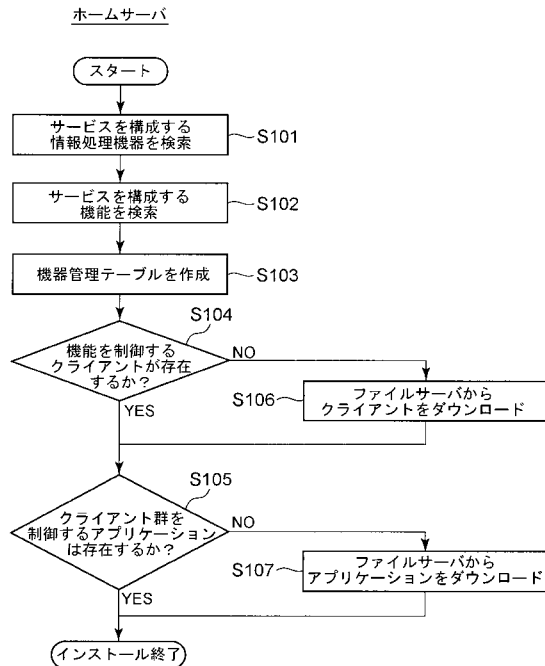 ホームサーバ
スタート
サービスを構成する
情報処理機器を検索
S101
サービスを構成する
機能を検索
S102
機器管理テーブルを作成
S103
S104
機能を制御する
クライアントが存在
するか?
NO
YES
S106
ファイルサーバから
クライアントをダウンロード
S105
クライアント群を
制御するアプリケーション
は存在するか?
NO
YES
S107
ファイルサーバから
アプリケーションをダウンロード
インストール終了